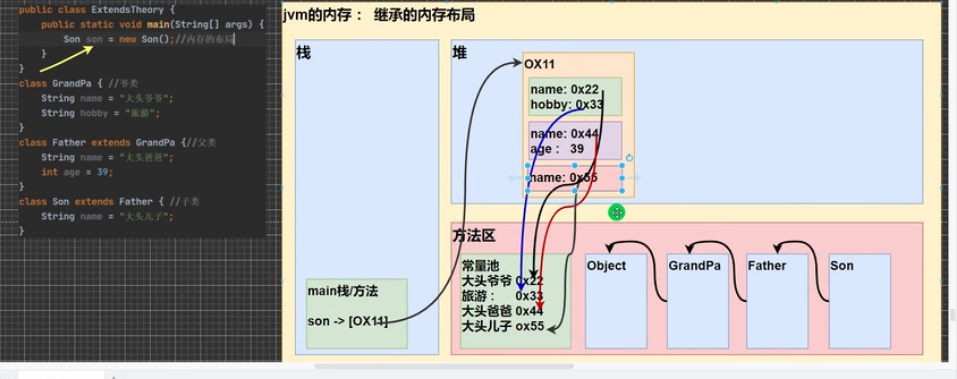 public class ExtendsTheory {
public static void main(String[] args) {
Son son = new Son();//内存的布局
}
}
class GrandPa { //爷类
String name = "大头爷爷";
String hobby = "旅游";
}
class Father extends GrandPa {//父类
String name = "大头爸爸";
int age = 39;
}
class Son extends Father { //子类
String name = "大头儿子";
}
jvm的内存： 继承的内存布局
栈
main栈/方法
son -> [OX11]
堆
OX11
name: 0x22
hobby: 0x33
name: 0x44
age： 39
name: 0x55
方法区
常量池
大头爷爷 0x22
旅游： 0x33
大头爸爸 0x44
大头儿子 ox55
Object
GrandPa
Father
Son